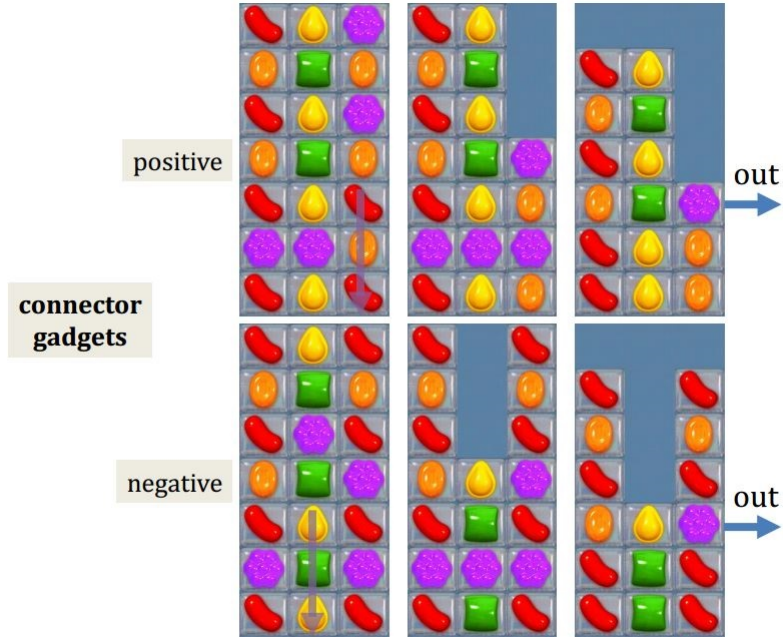 positive
out
connector
gadgets
negative
out